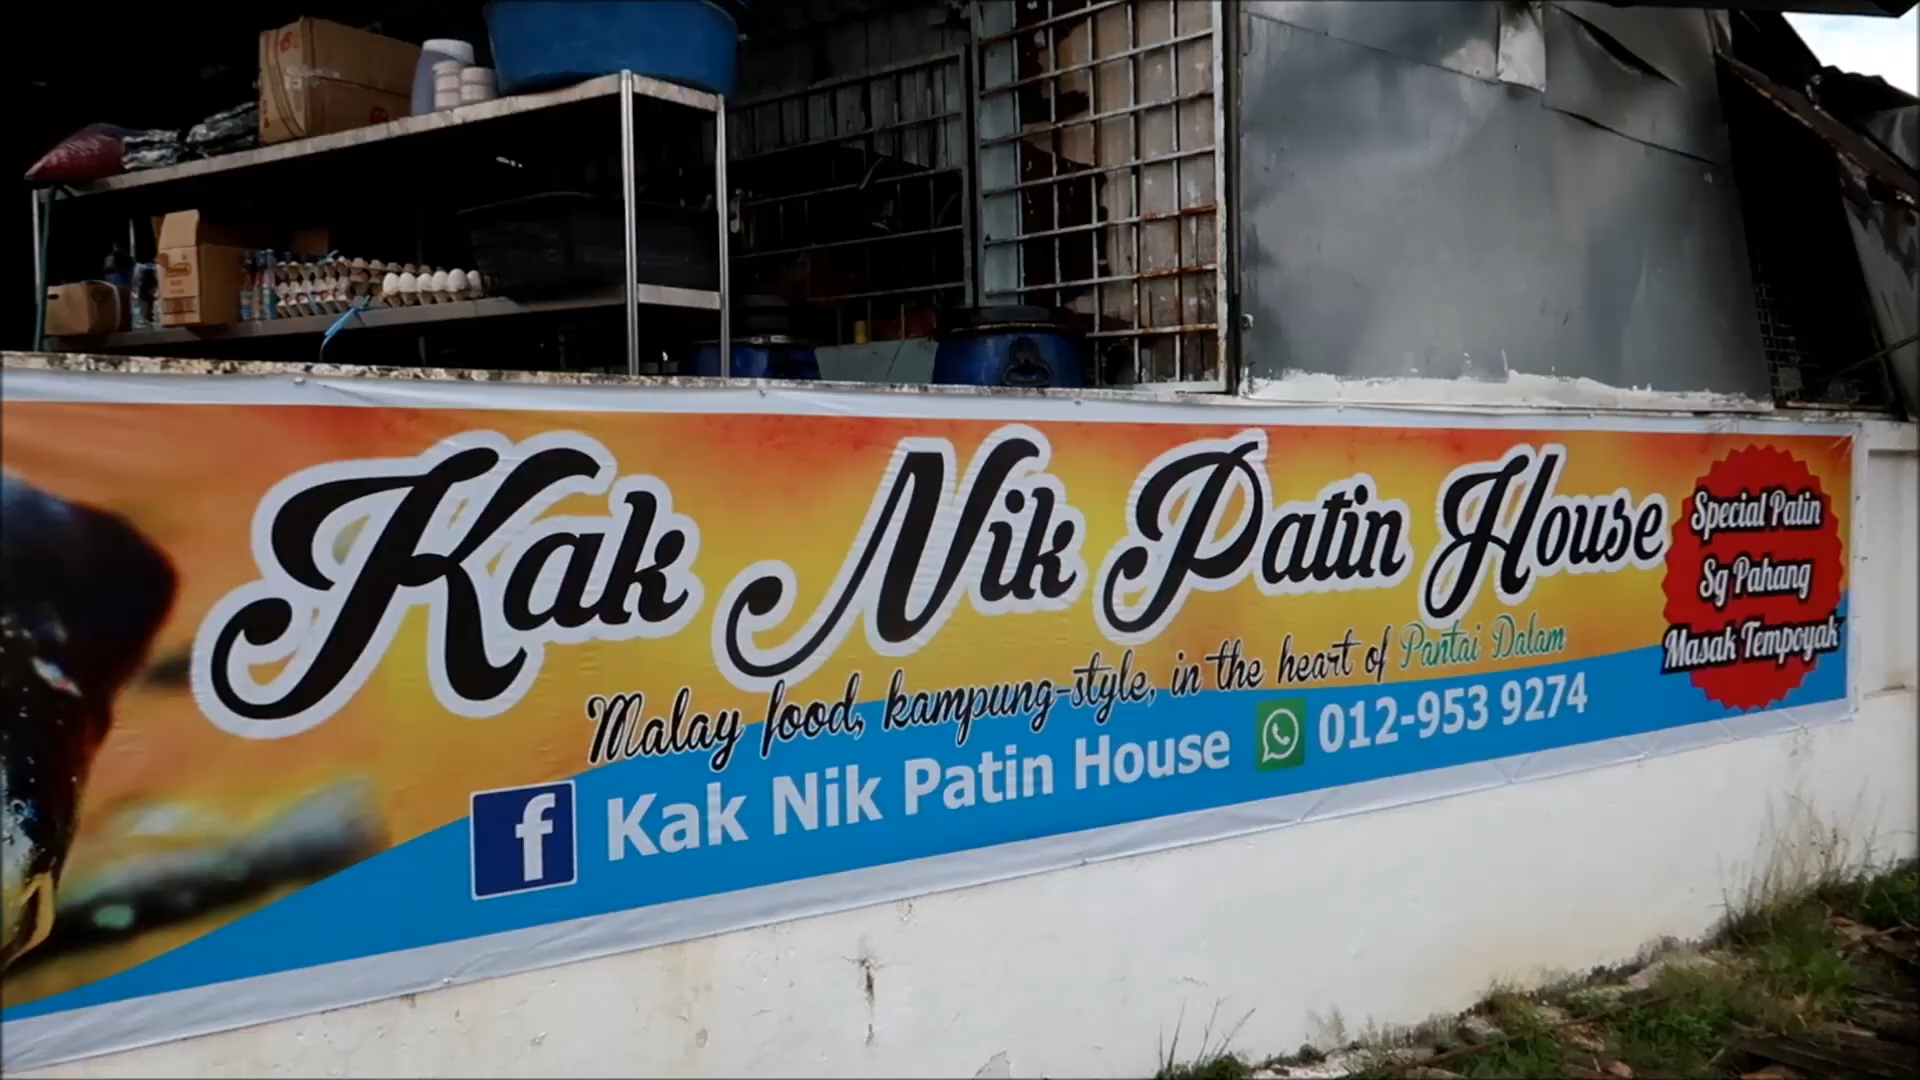 Kak Nik Patin House
Malay food, kampung-style, in the heart of Pantai Dalam
f Kak Nik Patin House 012-953 9274
Special Patin
Sg Pahang
Masak Tempoyak